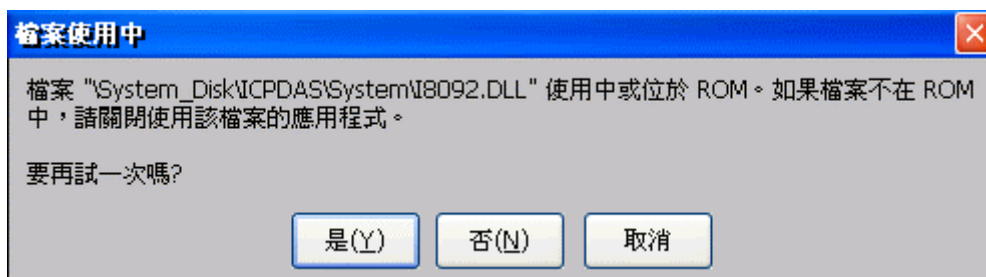 檔案使用中
檔案 "\System_Disk\ICPDAS\System\I8092.DLL" 使用中或位於 ROM。如果檔案不在 ROM
中，請關閉使用該檔案的應用程式。
要再試一次嗎?
是(Y) 否(N) 取消